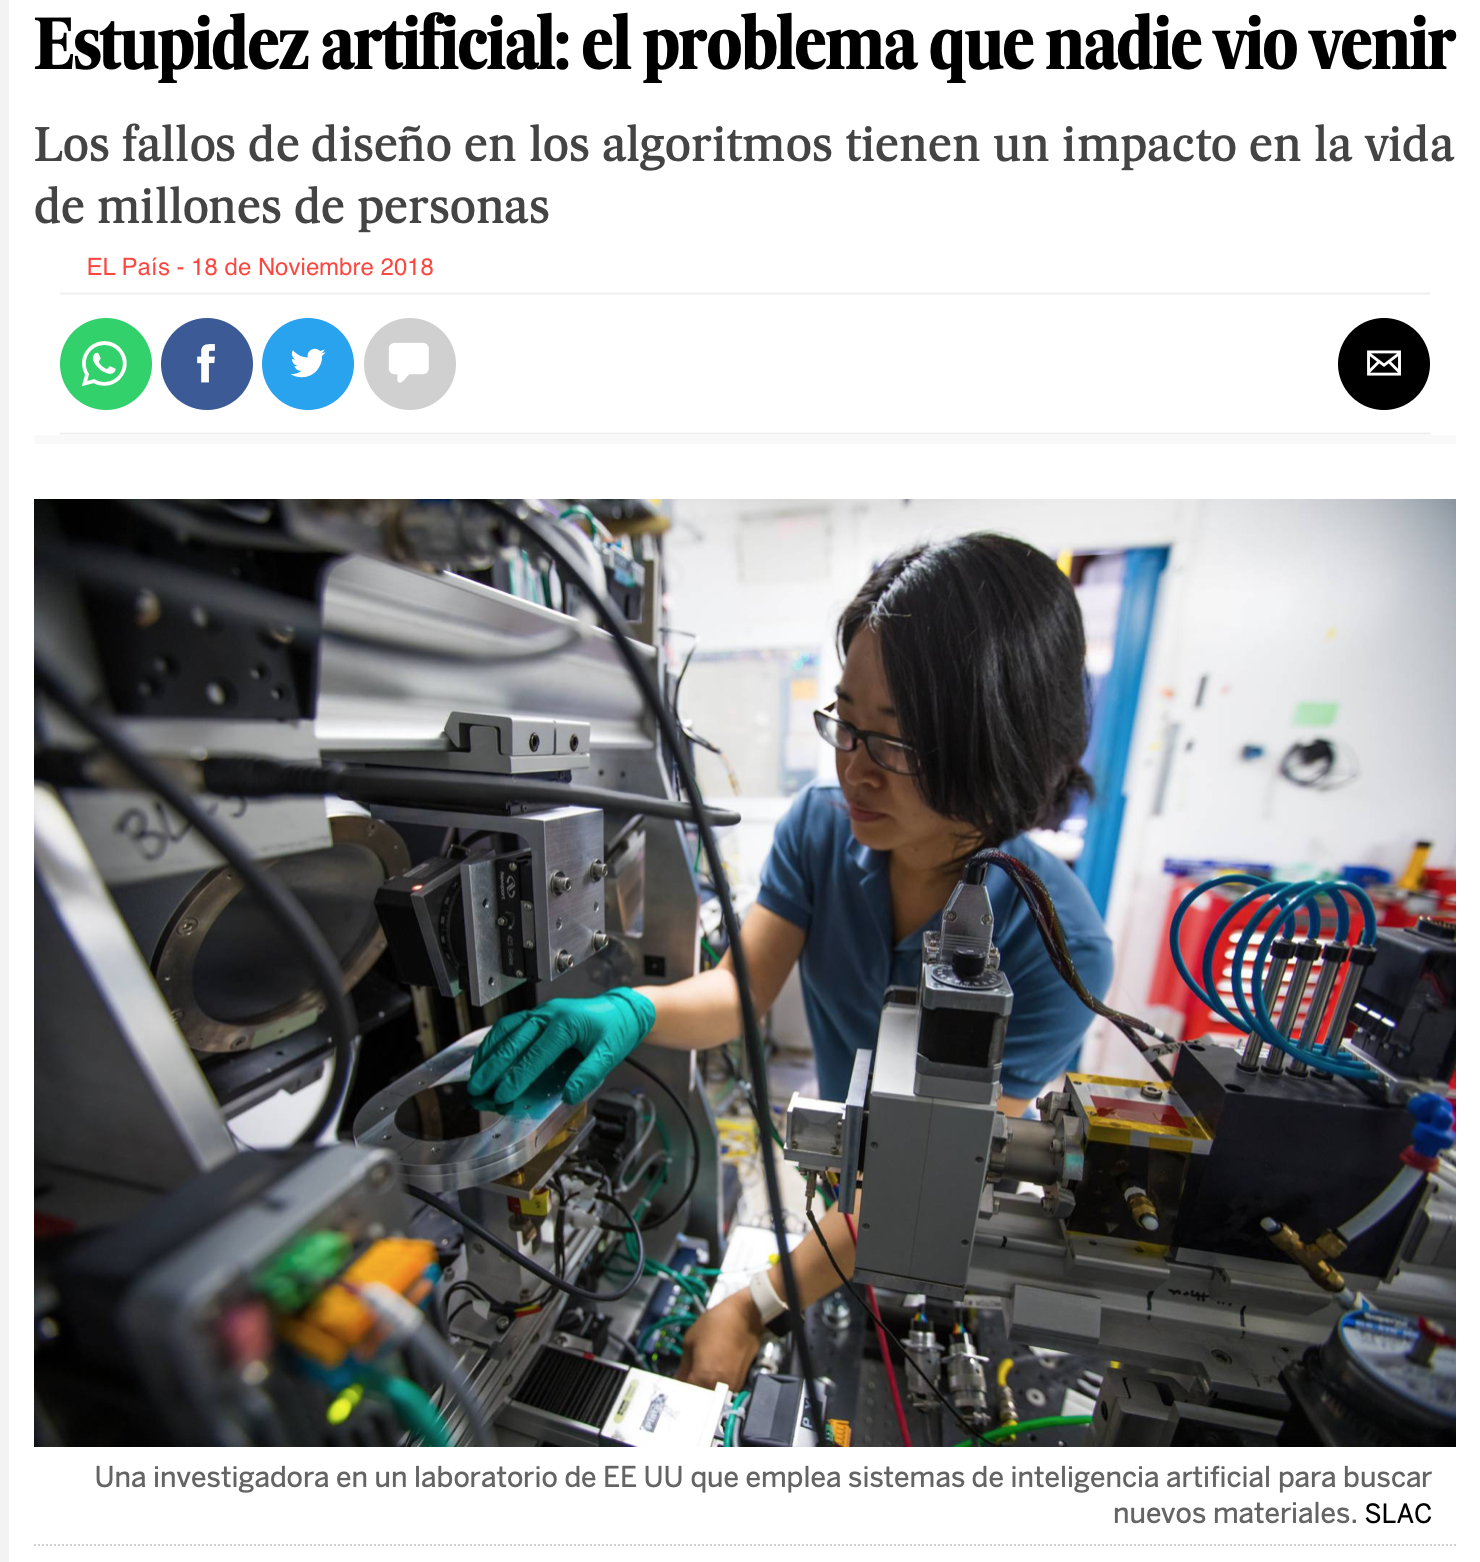 Estupidez artificial: el problema que nadie vio venir
Los fallos de diseño en los algoritmos tienen un impacto en la vida
de millones de personas
EL País - 18 de Noviembre 2018
Una investigadora en un laboratorio de EE UU que emplea sistemas de inteligencia artificial para buscar
nuevos materiales. SLAC